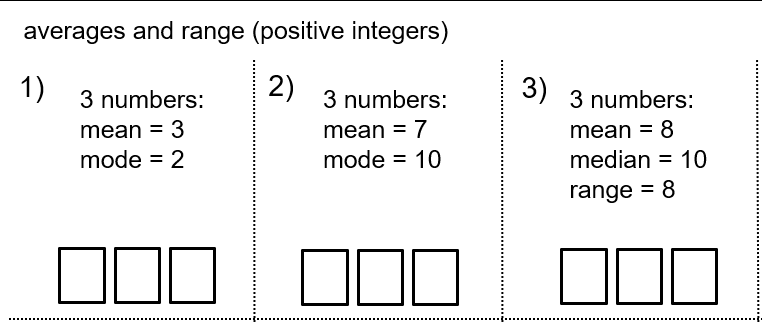 averages and range (positive integers)
1)
3 numbers:
mean = 3
mode = 2
2)
3 numbers:
mean = 7
mode = 10
3)
3 numbers:
mean = 8
median = 10
range = 8